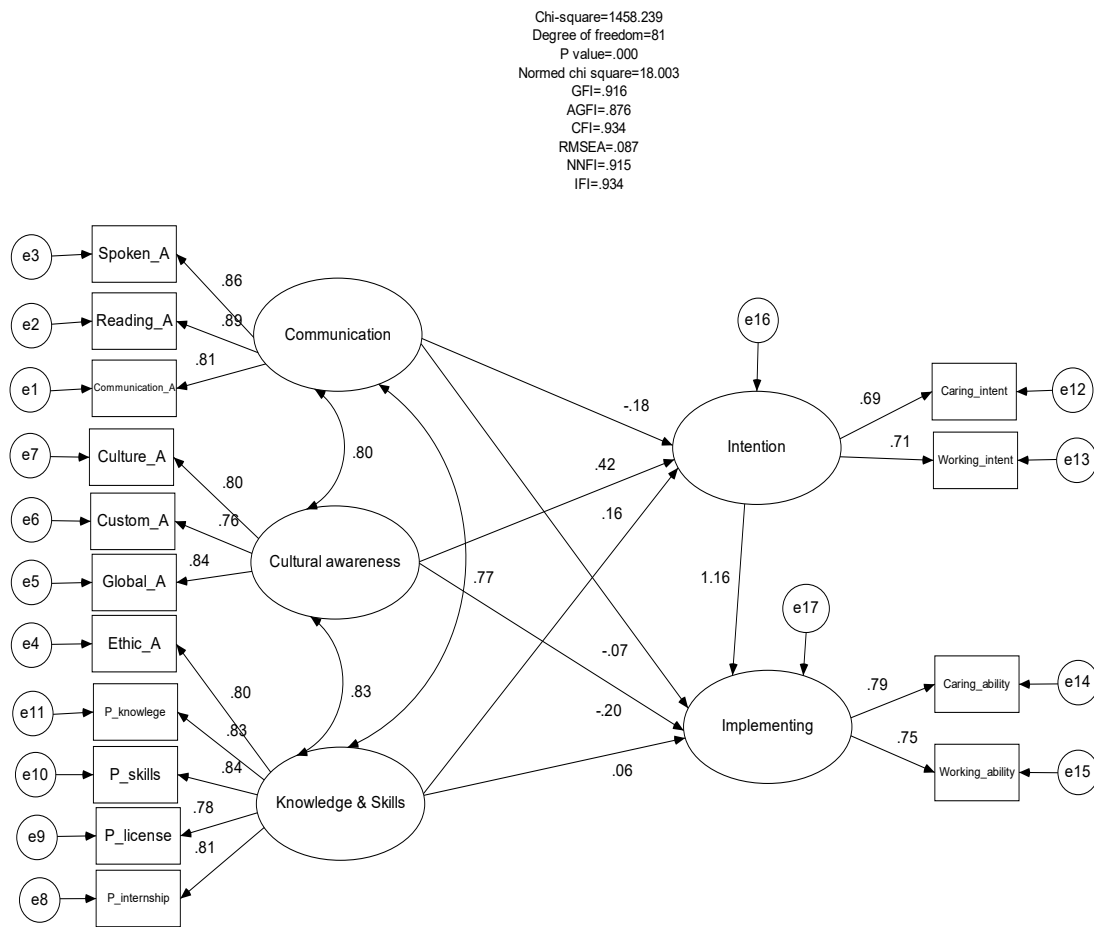 Chi-square=1458.239
Degree of freedom=81
P value=.000
Normed chi square=18.003
GFI=.916
AGFI=.876
CFI=.934
RMSEA=.087
NNFI=.915
IFI=.934
e3
Spoken_A
.86
e2
Reading_A
.89
e1
Communication_A
.81
Communication
e7
Culture_A
.80
e6
Custom_A
.76
e5
Global_A
.84
Cultural awareness
e4
Ethic_A
.80
e11
P_knowlege
.83
e10
P_skills
.84
e9
P_license
.78
e8
P_internship
.81
Knowledge & Skills
.80
.77
.83
-.18
.42
.16
-.07
-.20
.06
e16
Intention
.69
Caring_intent
e12
.71
Working_intent
e13
1.16
e17
Implementing
.79
Caring_ability
e14
.75
Working_ability
e15